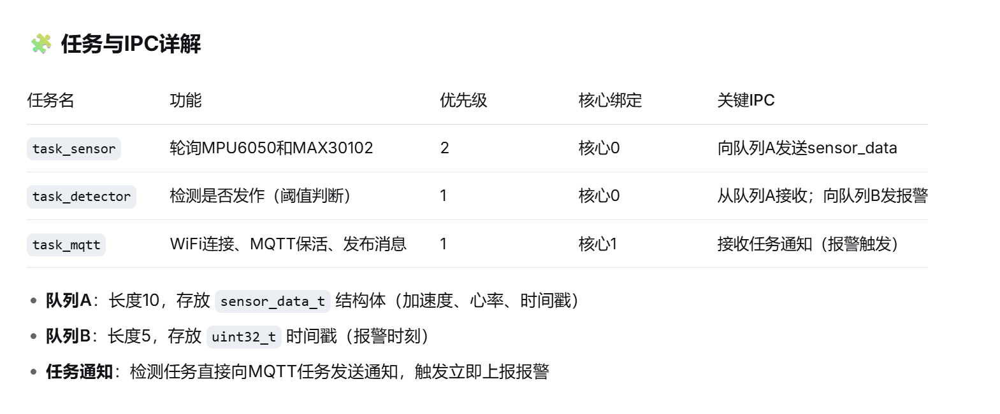 任务与IPC详解
任务名 功能 优先级 核心绑定 关键IPC
task_sensor 轮询MPU6050和MAX30102 2 核心0 向队列A发送sensor_data
task_detector 检测是否发作（阈值判断） 1 核心0 从队列A接收；向队列B发报警
task_mqtt WiFi连接、MQTT保活、发布消息 1 核心1 接收任务通知（报警触发）
队列A：长度10，存放 sensor_data_t 结构体（加速度、心率、时间戳）
队列B：长度5，存放 uint32_t 时间戳（报警时刻）
任务通知：检测任务直接向MQTT任务发送通知，触发立即上报报警